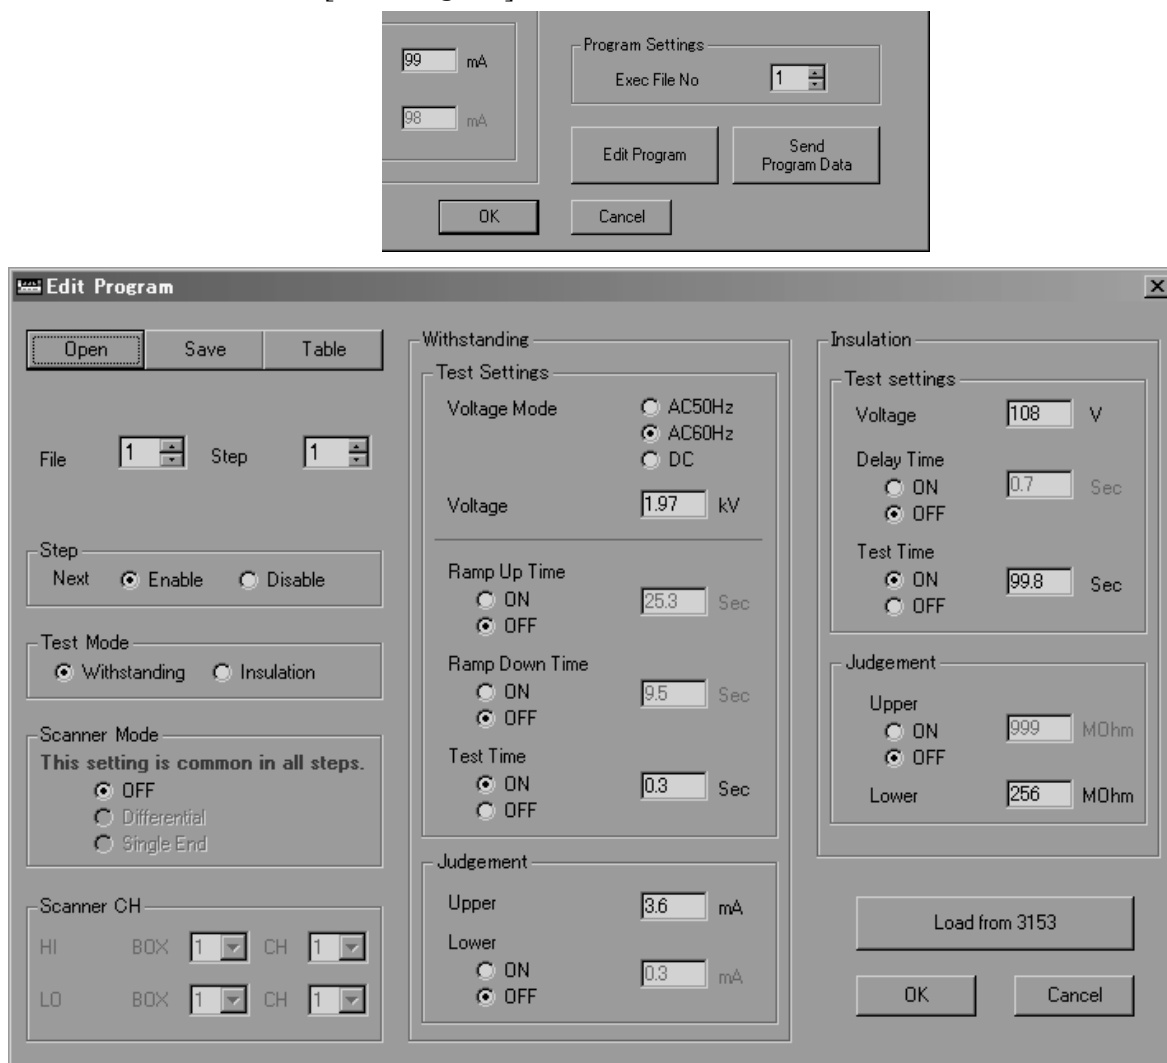 99 mA
98 mA
Program Settings
Exec File No 1
Edit Program
Send
Program Data
OK Cancel
Edit Program
Open Save Table
File 1 Step 1
Step
Next Enable Disable
Test Mode
Withstanding Insulation
Scanner Mode
This setting is common in all steps.
OFF
Differential
Single End
Scanner CH
HI BOX 1 CH 1
LO BOX 1 CH 1
Withstanding
Test Settings
Voltage Mode AC50Hz
AC60Hz
DC
Voltage 1.97 kV
Ramp Up Time
ON 25.3 Sec
OFF
Ramp Down Time
ON 9.5 Sec
OFF
Test Time
ON 0.3 Sec
OFF
Judgement
Upper 3.6 mA
Lower
ON 0.3 mA
OFF
Insulation
Test settings
Voltage 108 V
Delay Time
ON 0.7 Sec
OFF
Test Time
ON 99.8 Sec
OFF
Judgement
Upper
ON 999 MOhm
OFF
Lower 256 MOhm
Load from 3153
OK Cancel